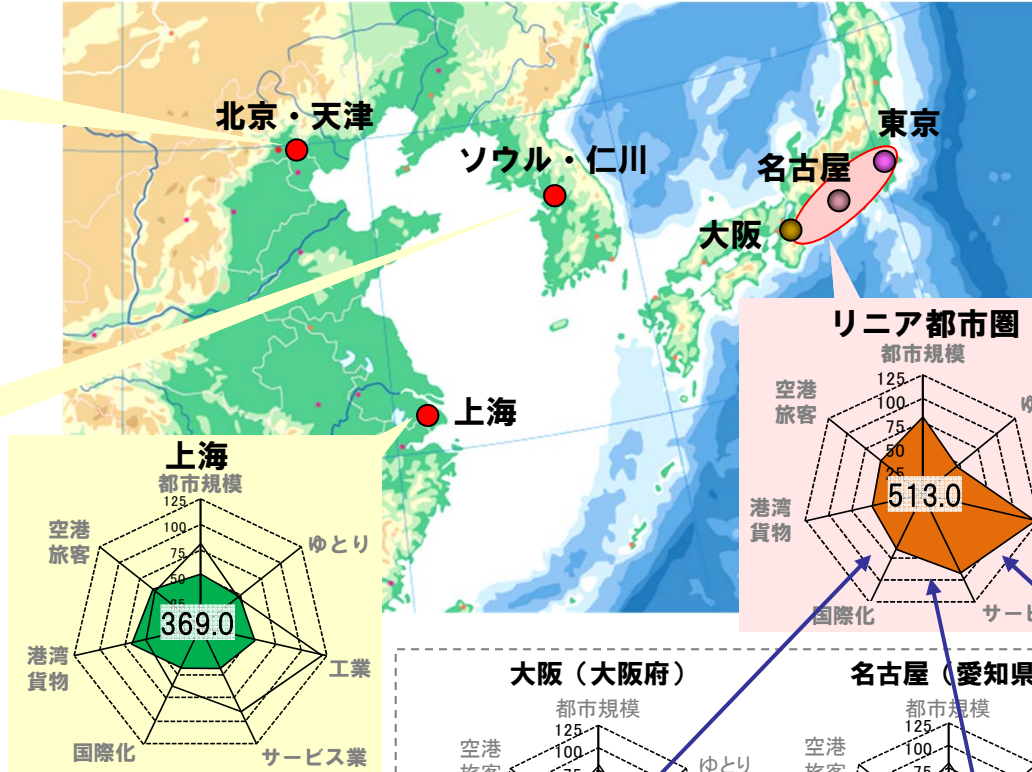 北京・天津
ソウル・仁川
東京
名古屋
大阪
上海
リニア都市圏
都市規模
125
100
75
50
25
空港
旅客
513.0
港湾
貨物
国際化
上海
都市規模
125
100
75
50
25
空港
旅客
ゆとり
369.0
港湾
貨物
工業
国際化
サービス業
大阪（大阪府）
都市規模
125
100
空港
ゆとり
名古屋（愛知県
都市規模
125
100
75
空港